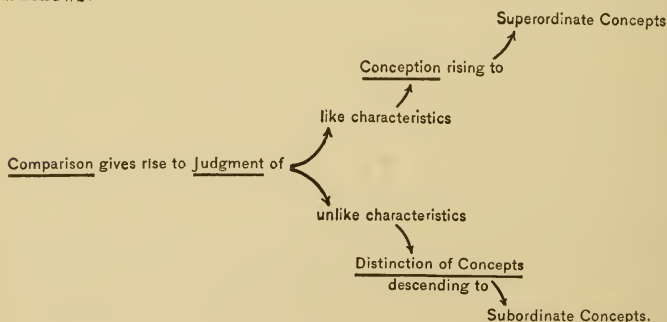 Superordinate Concepts
Conception rising to
like characteristics
Comparison gives rise to Judgment of
unlike characteristics
Distinction of Concepts
descending to
Subordinate Concepts.